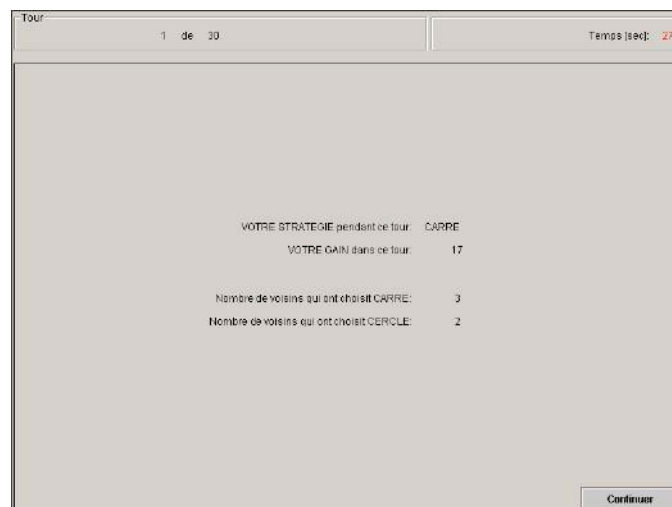 Tour
1 de 30
Temps [sec]: 27
VOTRE STRATEGIE pendant ce tour: CARRE
VOTRE GAIN dans ce tour: 17
Nombre de voisins qui ont choisit CARRE: 3
Nombre de voisins qui ont choisit CERCLE: 2
Continuer